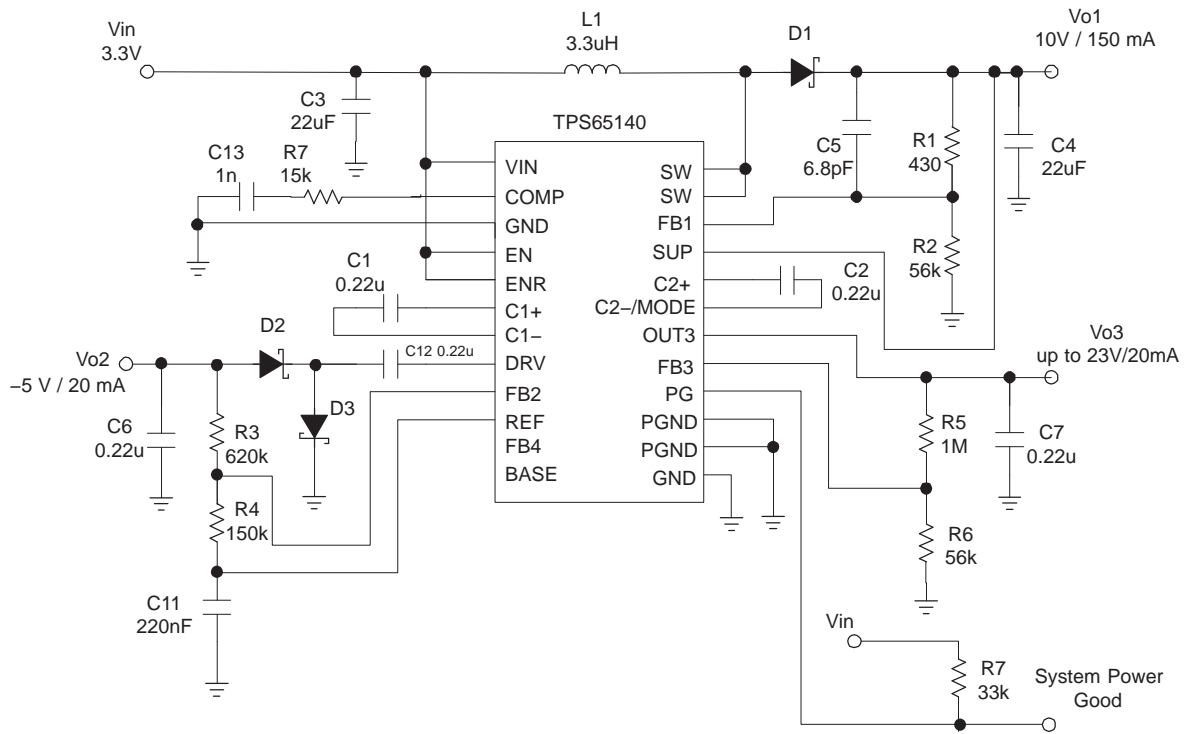 Vin
3.3V
L1
3.3uH
D1
Vo1
10V / 150 mA
C3
22uF
TPS65140
C5
6.8pF
R1
430
C4
22uF
C13
1n
R7
15k
VIN
COMP
GND
EN
ENR
C1+
C1−
DRV
FB2
REF
FB4
BASE
SW
SW
FB1
SUP
C2+
C2−/MODE
OUT3
FB3
PG
PGND
PGND
GND
R2
56k
C1
0.22u
C2
0.22u
D2
C12 0.22u
Vo2
−5 V / 20 mA
D3
Vo3
up to 23V/20mA
C6
0.22u
R3
620k
R4
150k
R5
1M
C7
0.22u
R6
56k
C11
220nF
Vin
R7
33k
System Power
Good